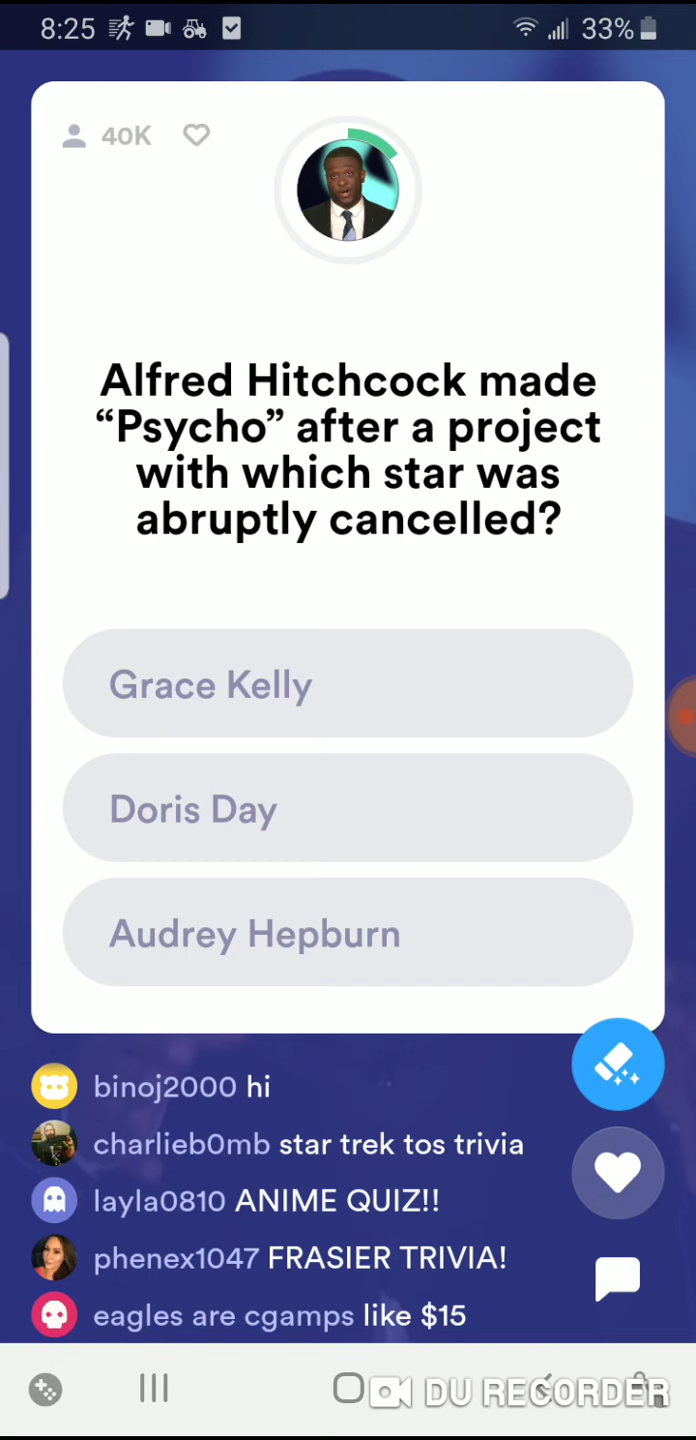 8:25 33%
40K
Alfred Hitchcock made
“Psycho” after a project
with which star was
abruptly cancelled?
Grace Kelly
Doris Day
Audrey Hepburn
binoj2000 hi
charlieb0mb star trek tos trivia
layla0810 ANIME QUIZ!!
phenex1047 FRASIER TRIVIA!
eagles are cgamps like $15
DU RECORDER